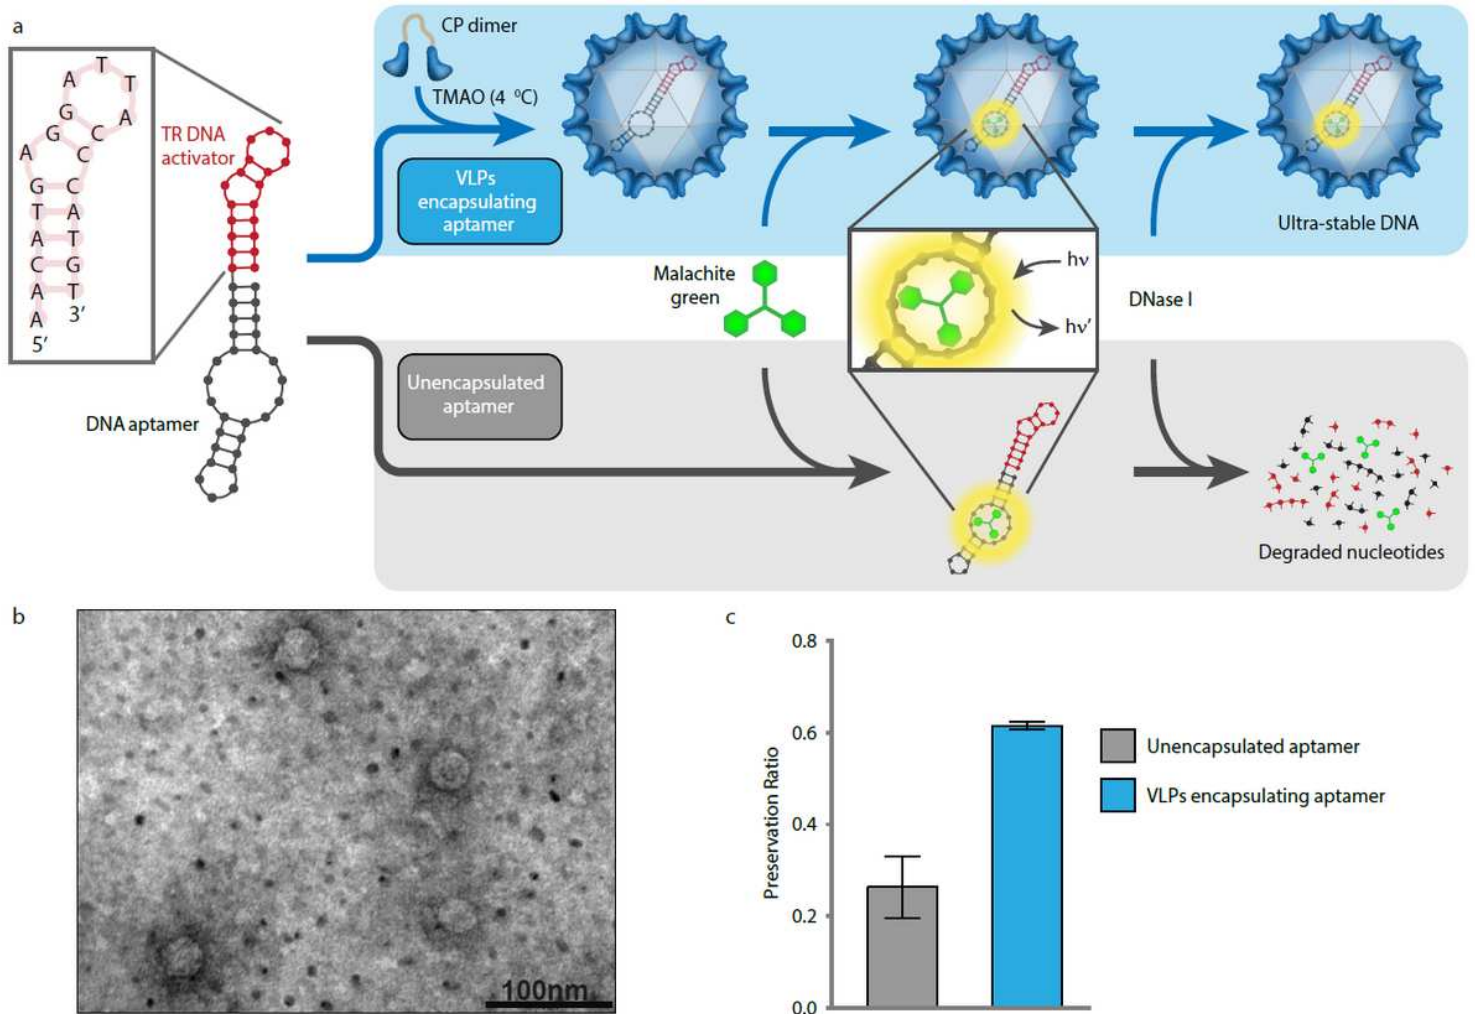 a
CP dimer
TMAO (4 ⁰C)
TR DNA
activator
A
T
T
A
C
C
C
A
T
G
T
3′
G
G
A
G
T
A
C
A
A
5′
A
DNA aptamer
VLPs
encapsulating
aptamer
Ultra-stable DNA
Malachite
green
hν
hν′
DNase I
Unencapsulated
aptamer
Degraded nucleotides
b
100nm
c
0.8
0.6
0.4
0.2
0.0
Preservation Ratio
Unencapsulated aptamer
VLPs encapsulating aptamer